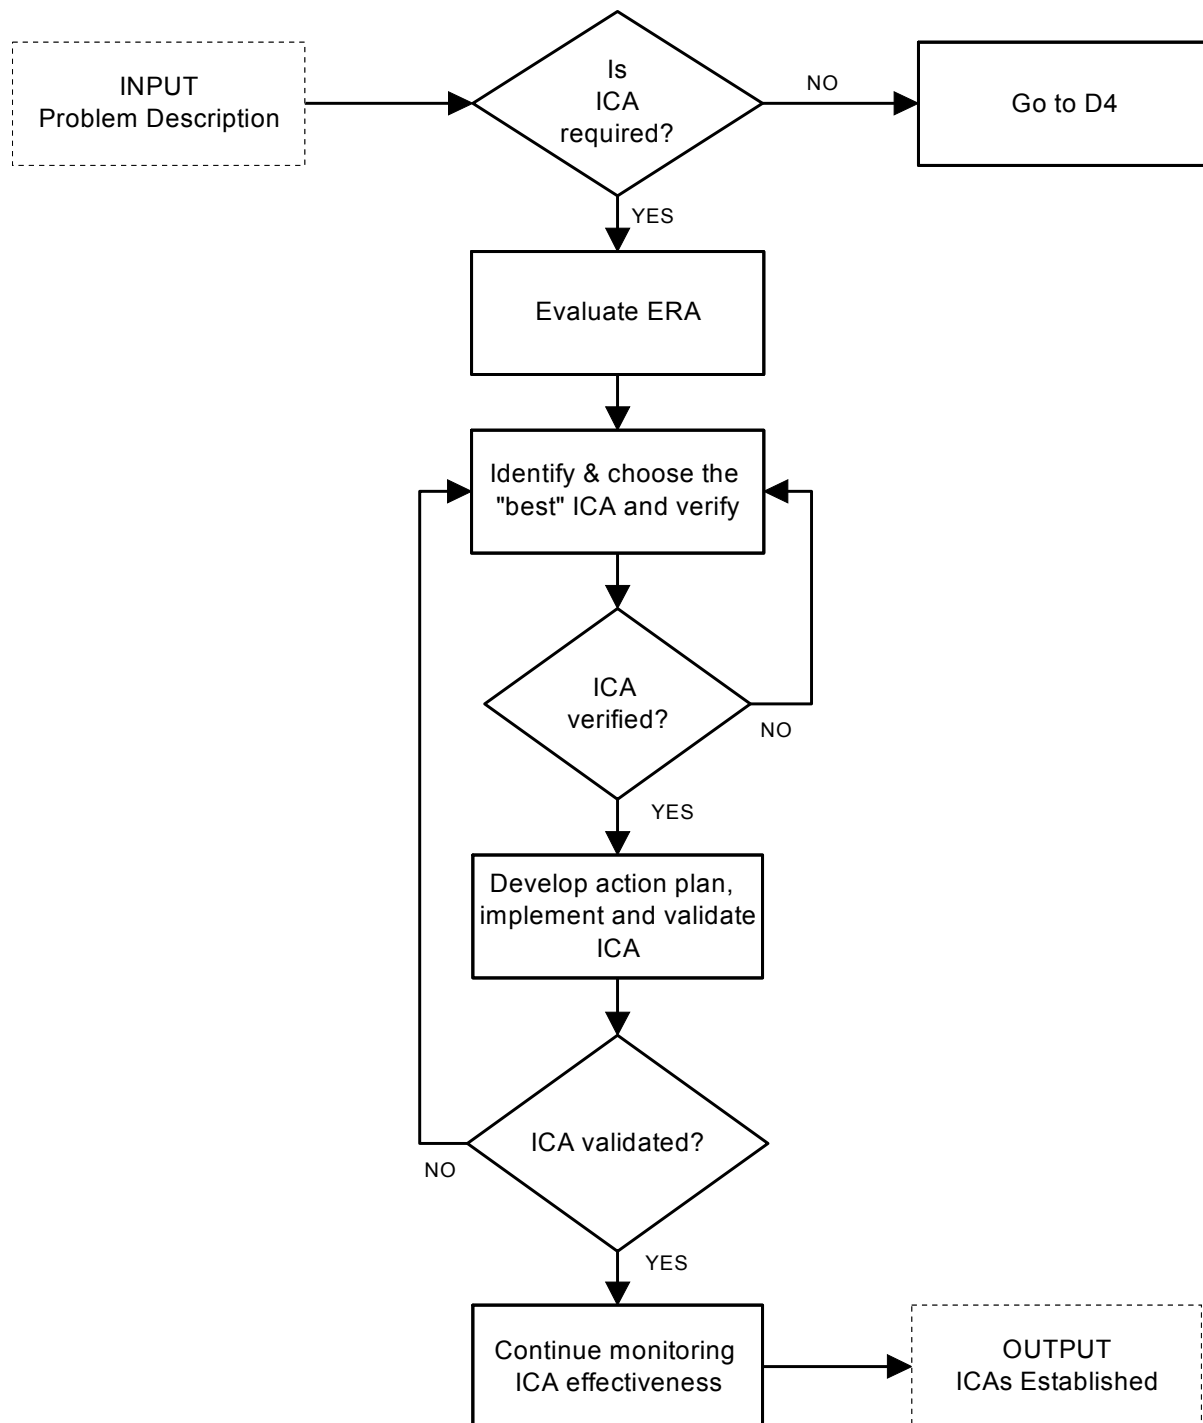 INPUT
Problem Description
Is
ICA
required?
NO
Go to D4
YES
Evaluate ERA
Identify & choose the
"best" ICA and verify
ICA
verified?
NO
YES
Develop action plan,
implement and validate
ICA
ICA validated?
NO
YES
Continue monitoring
ICA effectiveness
OUTPUT
ICAs Established